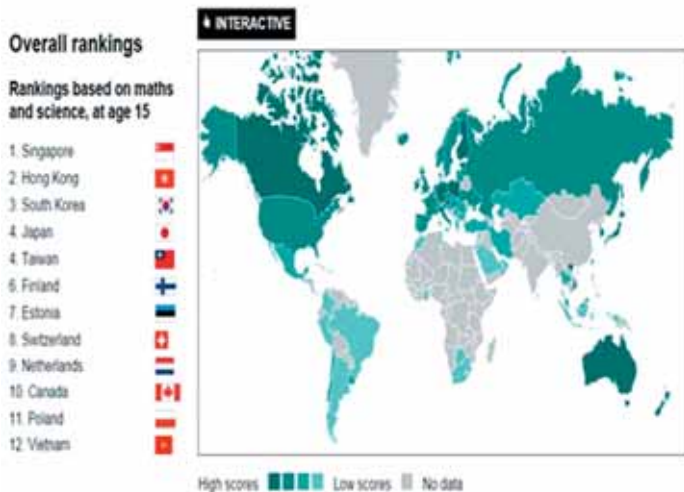 INTERACTIVE
Overall rankings
Rankings based on maths
and science, at age 15
1. Singapore
2. Hong Kong
3. South Korea
4. Japan
4. Taiwan
6. Finland
7. Estonia
8. Switzerland
9. Netherlands
10. Canada
11. Poland
12. Vietnam
High scores Low scores No data